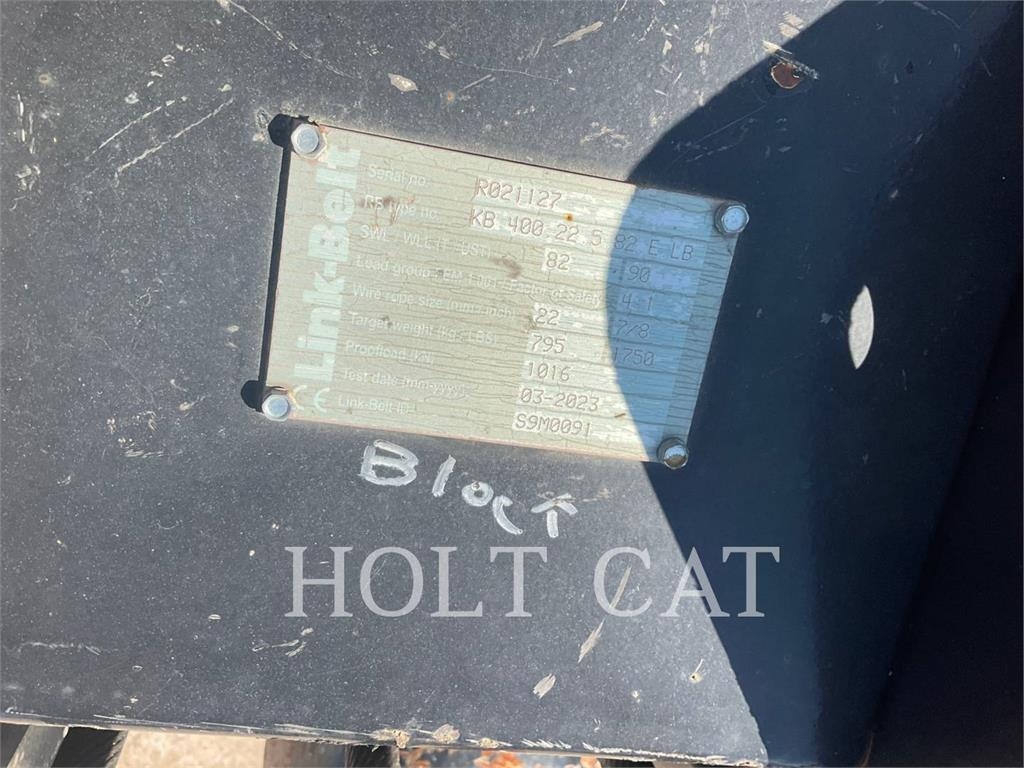 Link-Belt
Serial no. R021127
RS type no. KB 400 22.5 82 E LB
SWL / WLL (T / UST) 82 90
Load group - FEM 1.001 / Factor of Safety 4:1
Wire rope size (mm / inch) 22 7/8
Target weight (kg / LBS) 795 1750
Proofload (kN) 1016
Test date (mm-yyyy) 03-2023
CE Link-Belt ID S9M0091
Block
HOLT CAT